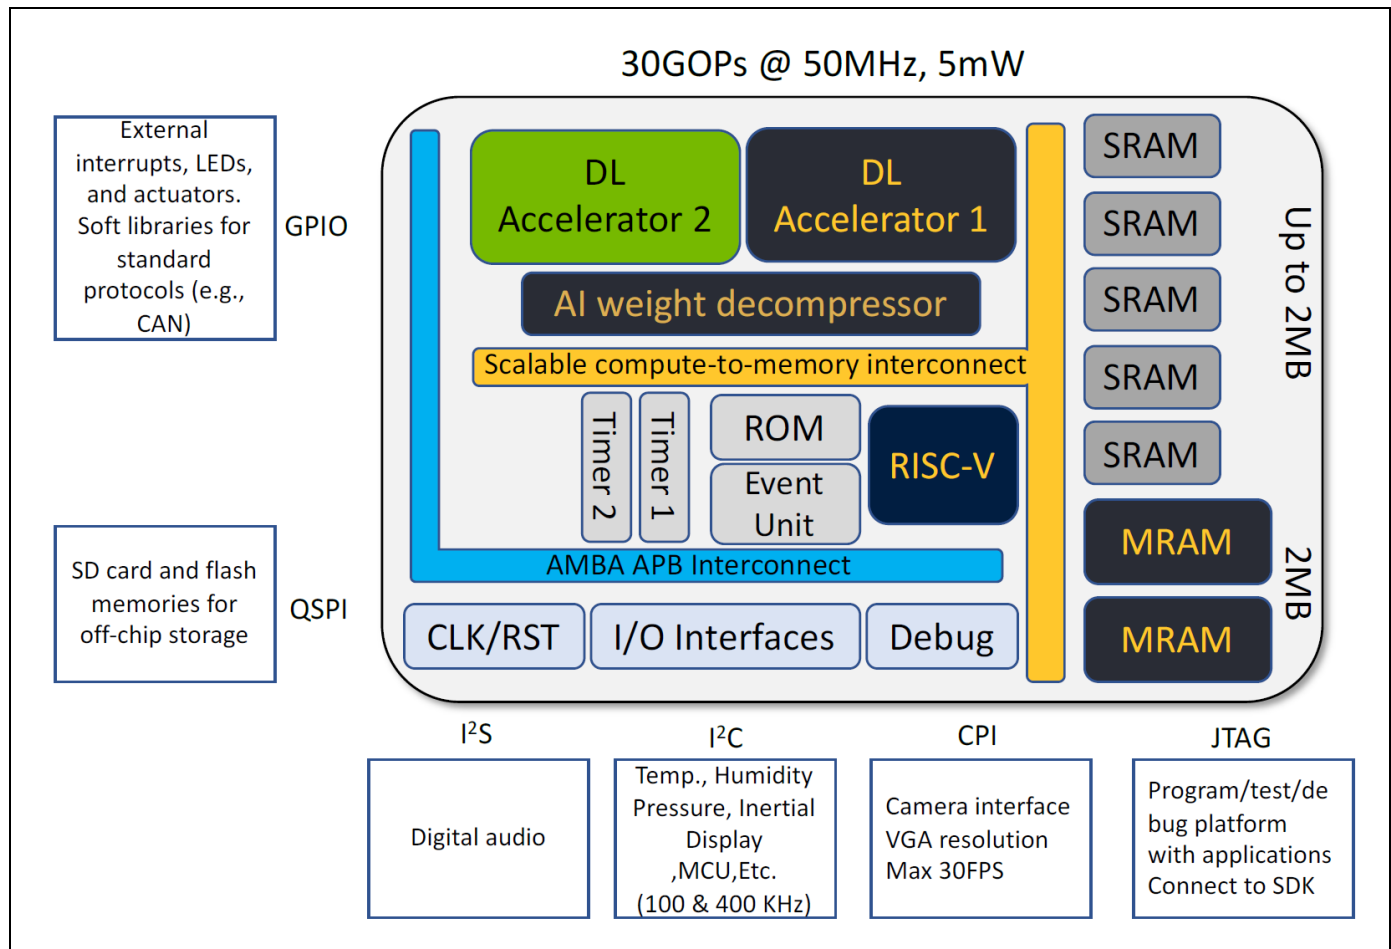 30GOPs @ 50MHz, 5mW
External
interrupts, LEDs,
and actuators.
Soft libraries for
standard
protocols (e.g.,
CAN)
GPIO
SD card and flash
memories for
off-chip storage
QSPI
DL
Accelerator 2
DL
Accelerator 1
AI weight decompressor
Scalable compute-to-memory interconnect
Timer 2
Timer 1
ROM
Event
Unit
RISC-V
AMBA APB Interconnect
CLK/RST
I/O Interfaces
Debug
SRAM
SRAM
SRAM
SRAM
SRAM
Up to 2MB
MRAM
MRAM
2MB
I²S
Digital audio
I²C
Temp., Humidity
Pressure, Inertial
Display
,MCU,Etc.
(100 & 400 KHz)
CPI
Camera interface
VGA resolution
Max 30FPS
JTAG
Program/test/de
bug platform
with applications
Connect to SDK